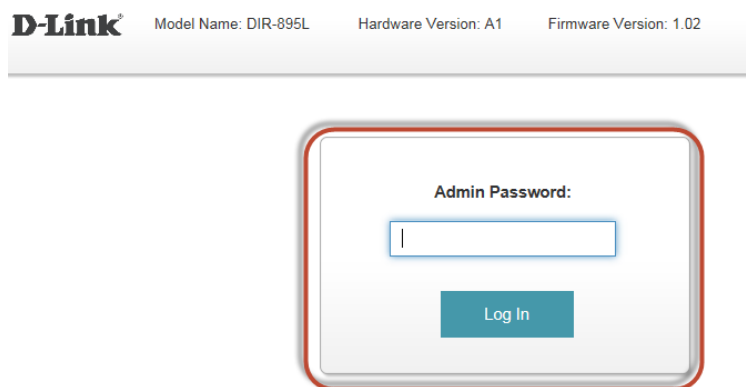 D-Link Model Name: DIR-895L Hardware Version: A1 Firmware Version: 1.02
Admin Password:
Log In